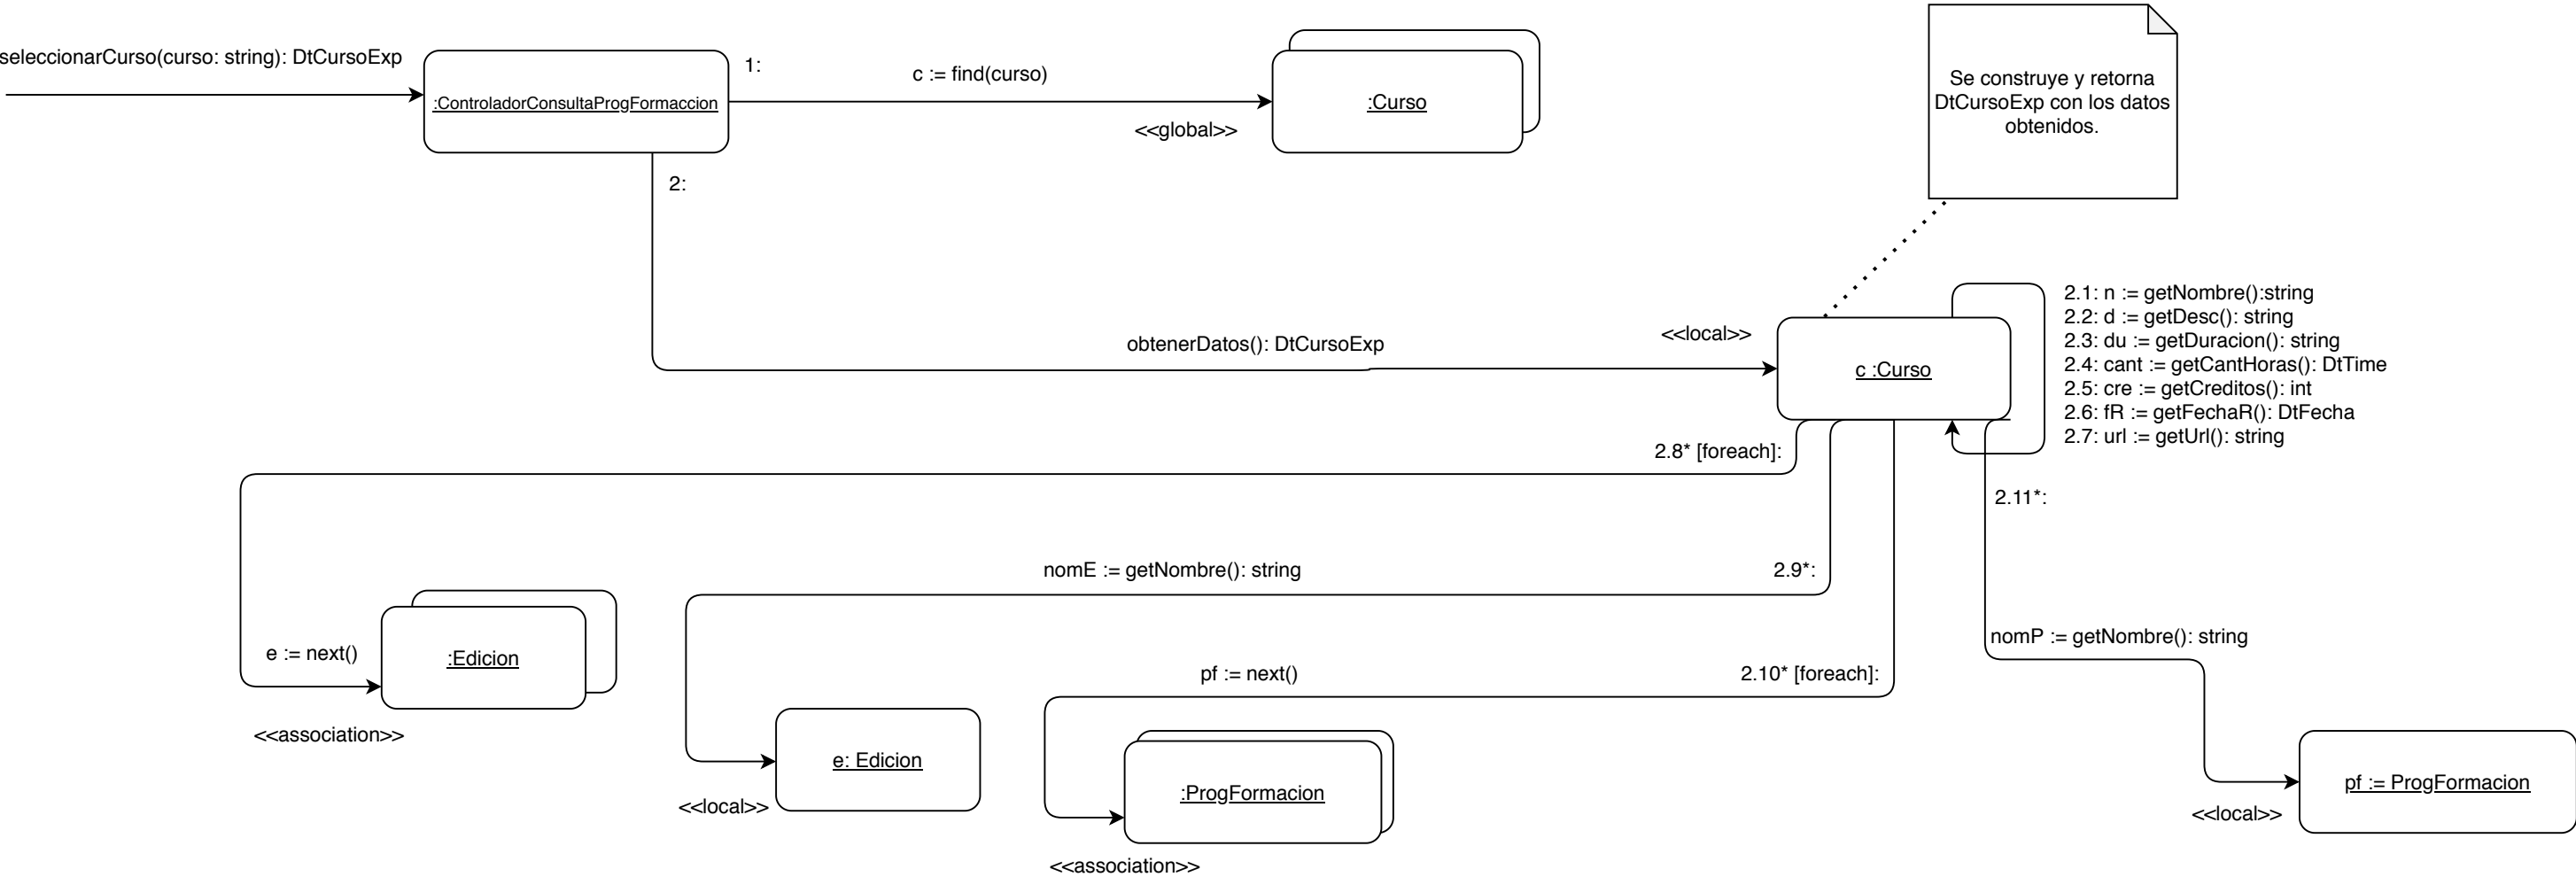 seleccionarCurso(curso: string): DtCursoExp
:ControladorConsultaProgFormaccion
1:
c := find(curso)
<<global>>
:Curso
Se construye y retorna
DtCursoExp con los datos
obtenidos.
2:
obtenerDatos(): DtCursoExp
<<local>>
c :Curso
2.1: n := getNombre():string
2.2: d := getDesc(): string
2.3: du := getDuracion(): string
2.4: cant := getCantHoras(): DtTime
2.5: cre := getCreditos(): int
2.6: fR := getFechaR(): DtFecha
2.7: url := getUrl(): string
2.8* [foreach]:
e := next()
:Edicion
<<association>>
nomE := getNombre(): string
2.9*:
e: Edicion
<<local>>
pf := next()
2.10* [foreach]:
:ProgFormacion
<<association>>
2.11*:
nomP := getNombre(): string
pf := ProgFormacion
<<local>>